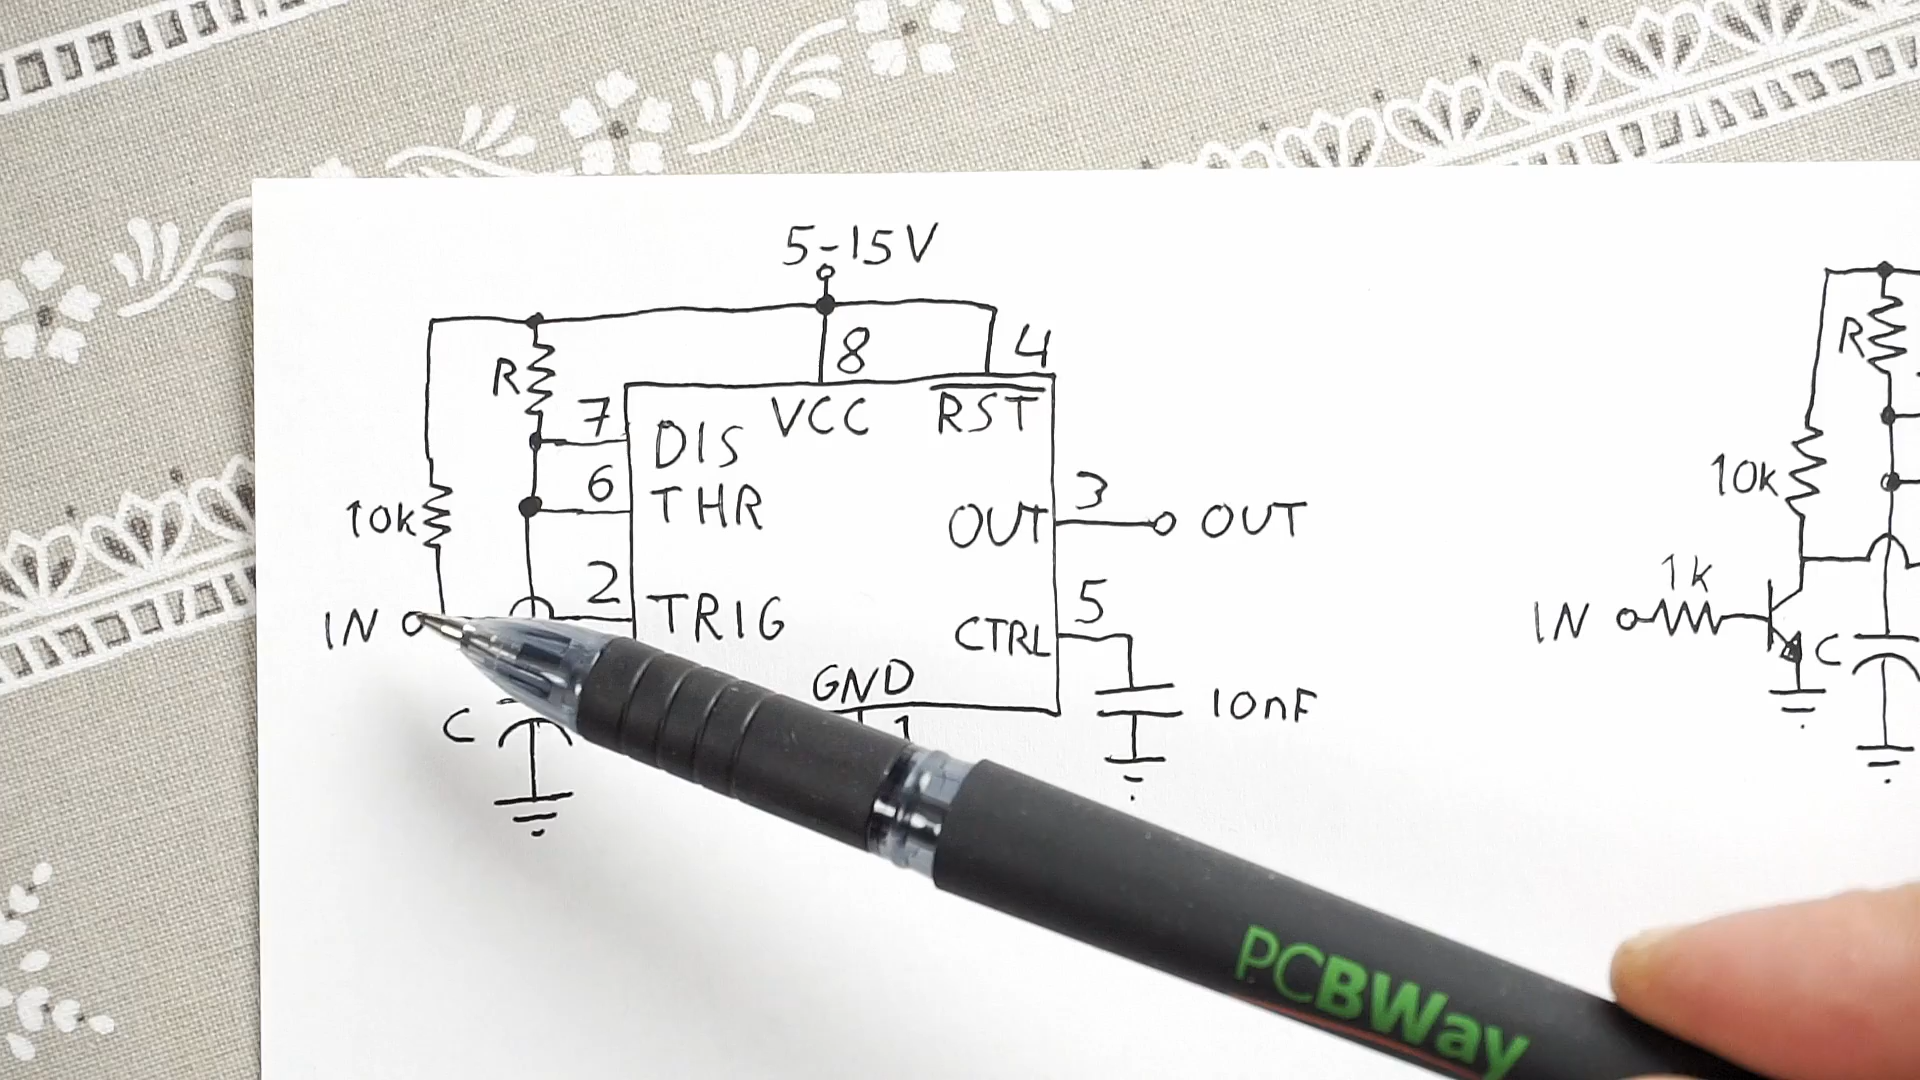 5-15V
8
4
R
7
DIS
VCC
RST
R
6
THR
10k
3
OUT
OUT
10k
2
TRIG
IN
5
CTRL
1k
IN
C
GND
C
1
10nF
PCBWay